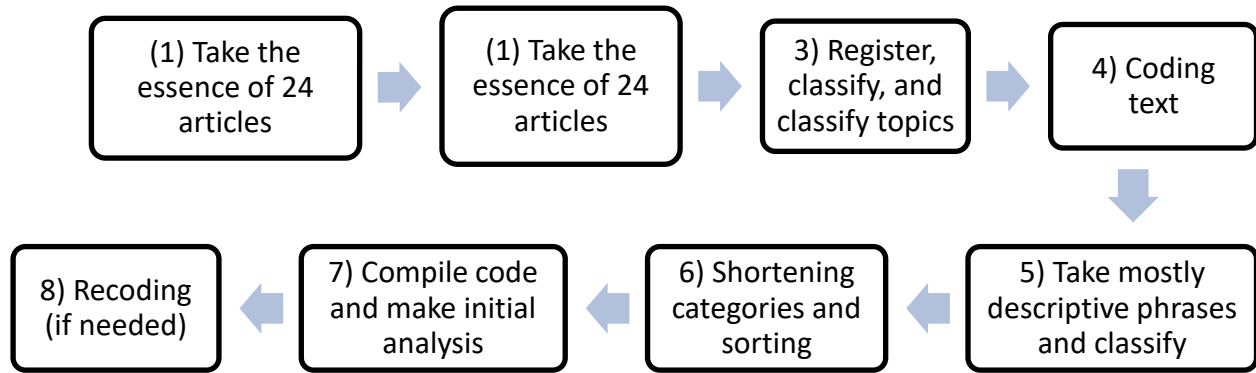 (1) Take the
essence of 24
articles
(1) Take the
essence of 24
articles
3) Register,
classify, and
classify topics
4) Coding
text
5) Take mostly
descriptive phrases
and classify
6) Shortening
categories and
sorting
7) Compile code
and make initial
analysis
8) Recoding
(if needed)